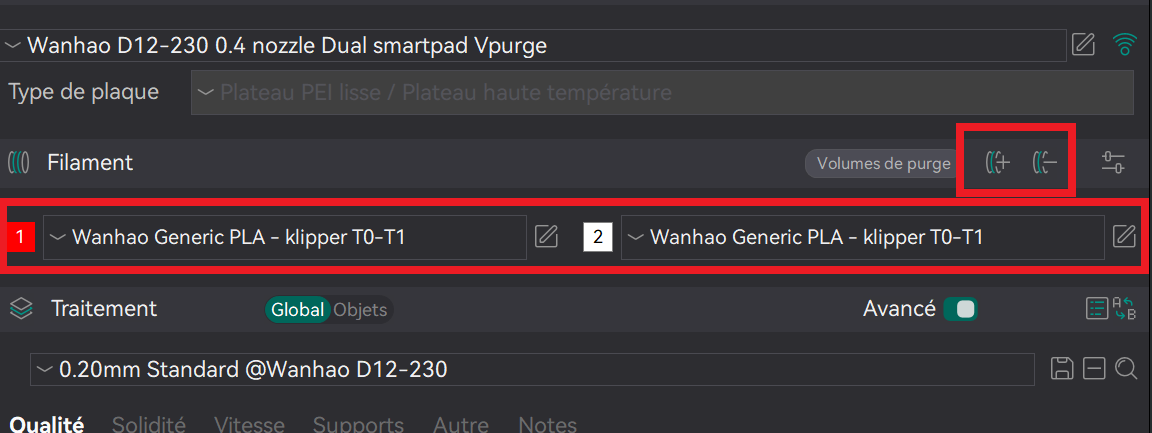 Wanhao D12-230 0.4 nozzle Dual smartpad Vpurge
Type de plaque
Plateau PEI lisse / Plateau haute température
Filament
Volumes de purge
1 Wanhao Generic PLA - klipper T0-T1 2 Wanhao Generic PLA - klipper T0-T1
Traitement Global Objets Avancé A B
0.20mm Standard @Wanhao D12-230
Qualité Solidité Vitesse Supports Autre Notes